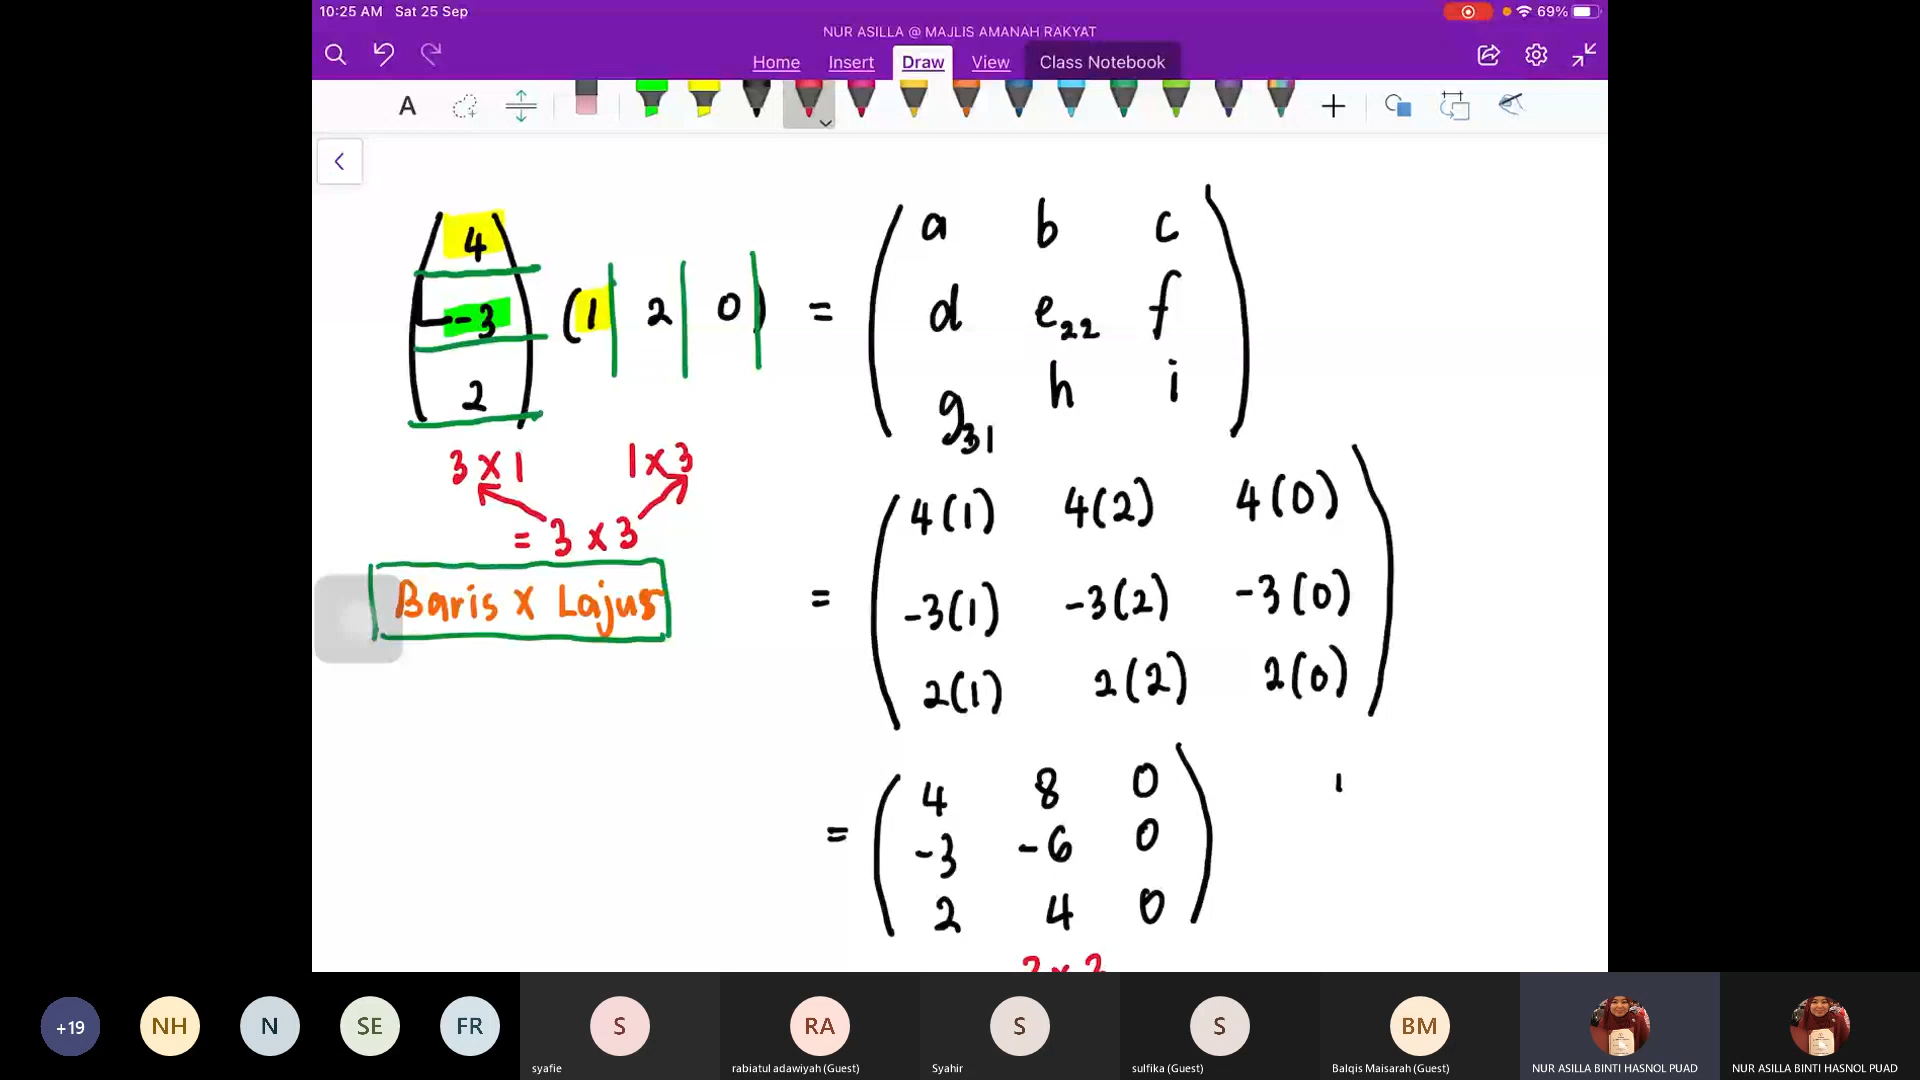 10:25 AM Sat 25 Sep
69%
NUR ASILLA @ MAJLIS AMANAH RAKYAT
Home Insert Draw View Class Notebook
A
4
-3
2
(1 2 0) =
a b c
d e22 f
g31 h i
3 x 1 1 x 3
= 3 x 3
Baris x Lajur
4(1) 4(2) 4(0)
= -3(1) -3(2) -3(0)
2(1) 2(2) 2(0)
4 8 0
= -3 -6 0
2 4 0
+19 NH N SE FR S RA S S BM
syafie rabiatul adawiyah (Guest) Syahir sulfika (Guest) Balqis Maisarah (Guest) NUR ASILLA BINTI HASNOL PUAD NUR ASILLA BINTI HASNOL PUAD